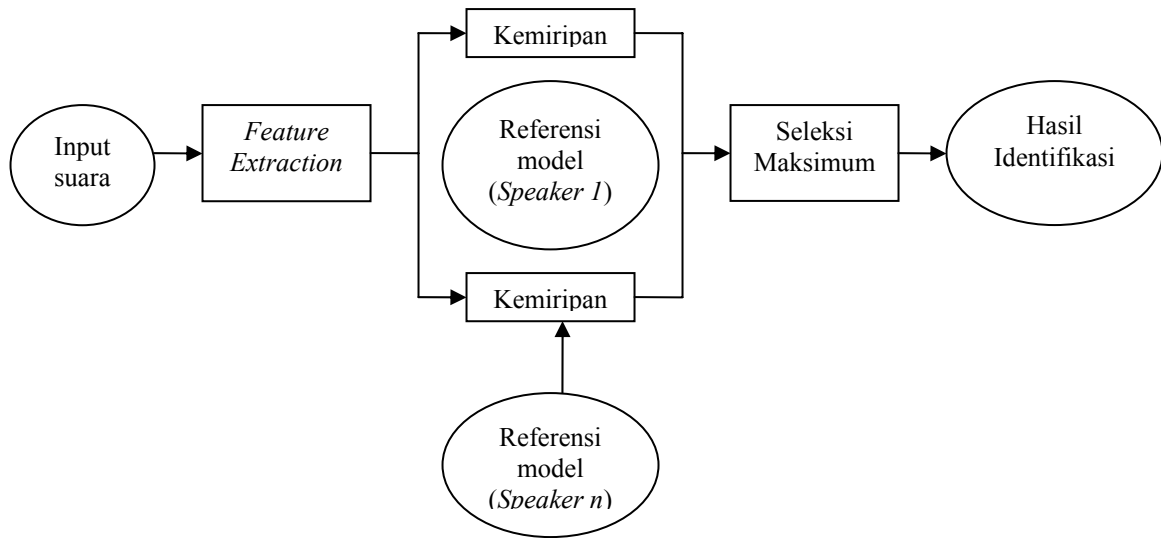 Input
suara
Feature
Extraction
Kemiripan
Referensi
model
(Speaker 1)
Kemiripan
Referensi
model
(Speaker n)
Seleksi
Maksimum
Hasil
Identifikasi